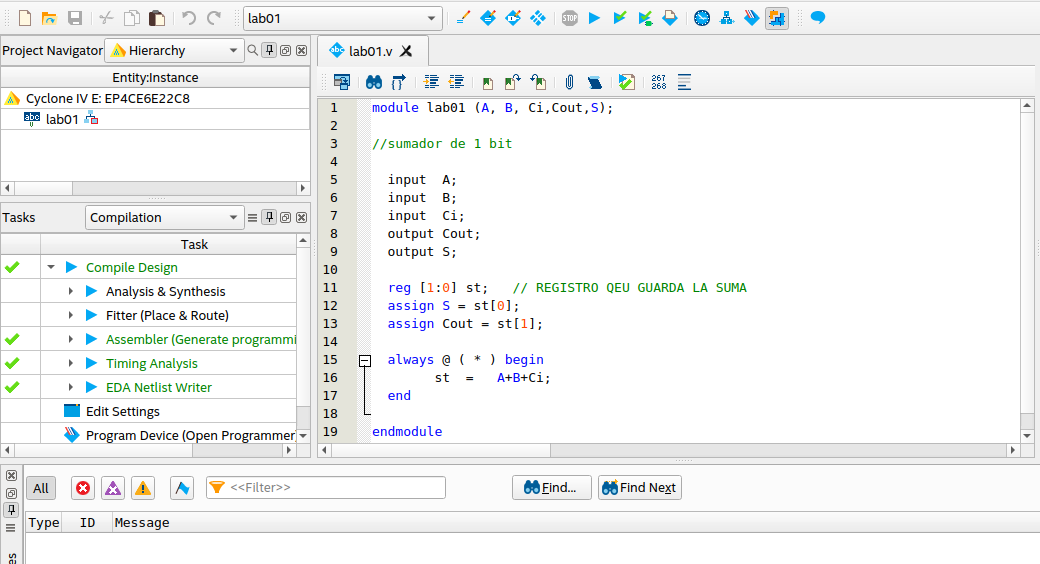 lab01
Project Navigator
Hierarchy
Entity:Instance
Cyclone IV E: EP4CE6E22C8
abc
lab01
Tasks
Compilation
Task
Compile Design
Analysis & Synthesis
Fitter (Place & Route)
Assembler (Generate programmi
Timing Analysis
EDA Netlist Writer
Edit Settings
Program Device (Open Programmer
STOP
abc
lab01.v
267
268
1 module lab01 (A, B, Ci,Cout,S);
2
3 //sumador de 1 bit
4
5 input A;
6 input B;
7 input Ci;
8 output Cout;
9 output S;
10
11 reg [1:0] st; // REGISTRO QEU GUARDA LA SUMA
12 assign S = st[0];
13 assign Cout = st[1];
14
15 always @ ( * ) begin
16 st = A+B+Ci;
17 end
18
19 endmodule
All
<<Filter>>
Find...
Find Next
Type ID Message
es